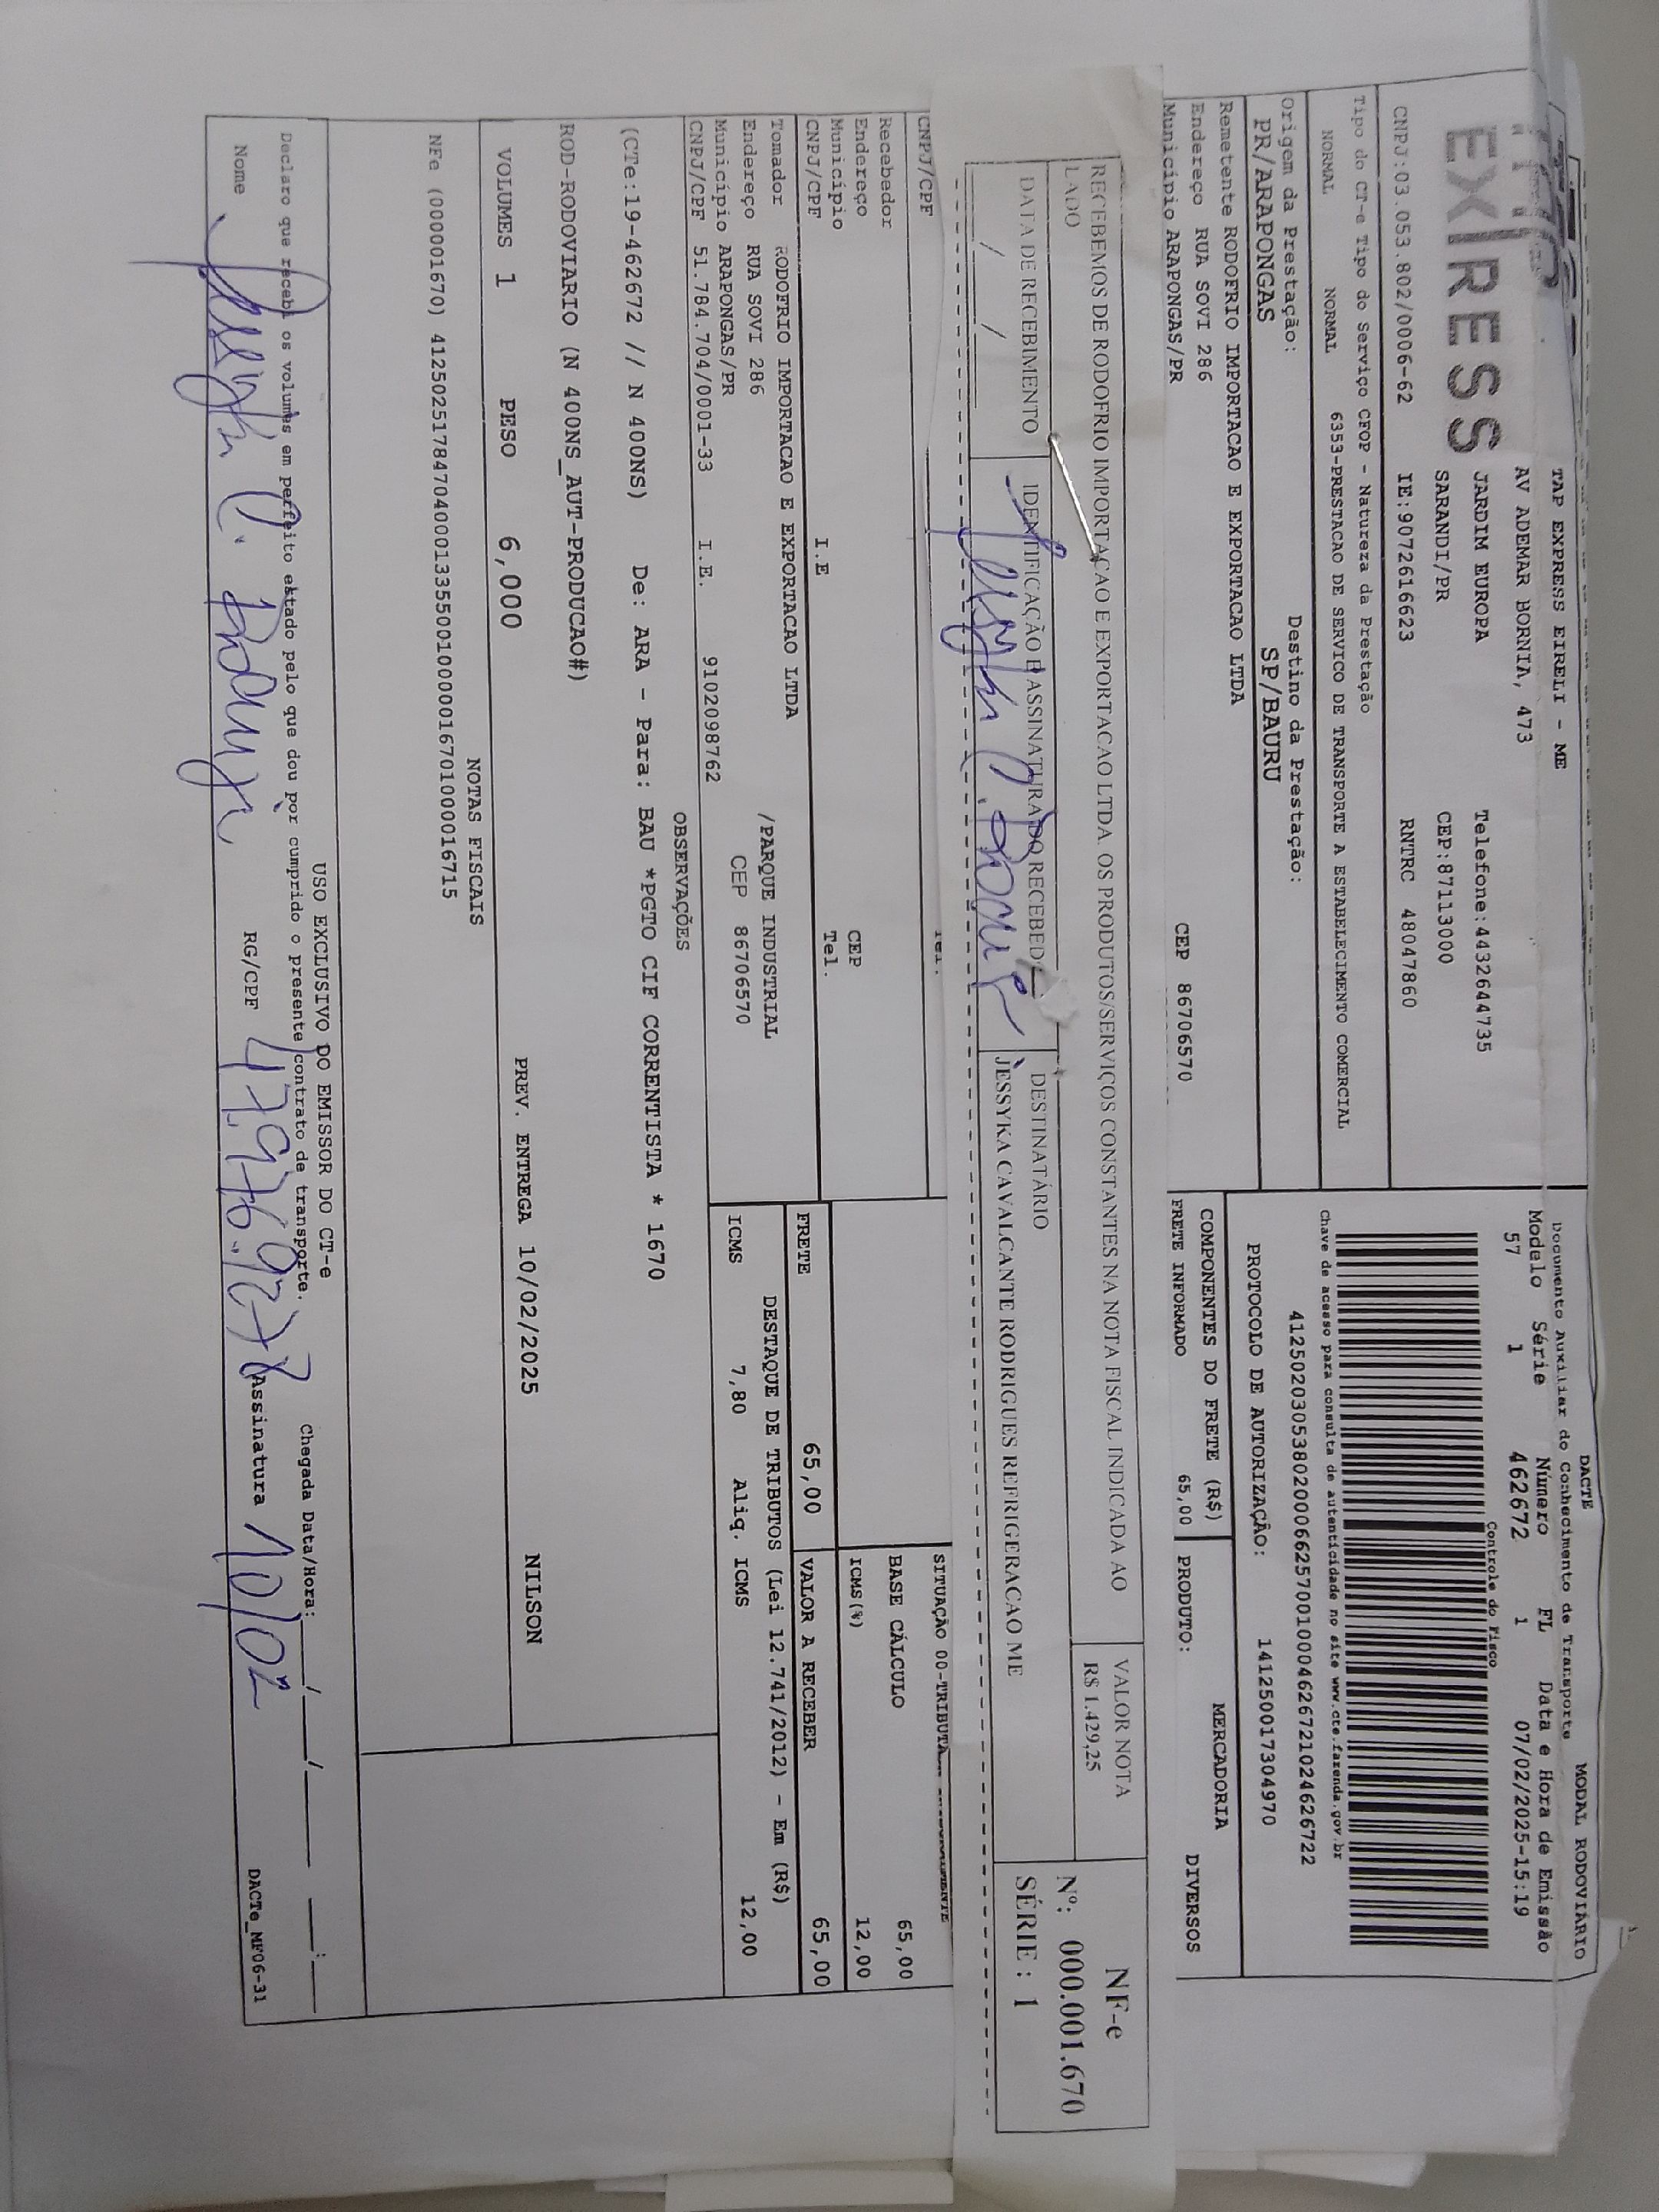 EXPRESS
TAP EXPRESS EIRELI - ME
AV ADEMAR BORNIA, 473
JARDIM EUROPA Telefone:4432644735
SARANDI/PR CEP:87113000
CNPJ:03.053.802/0006-62 IE:9072616623 RNTRC 48047860
DACTE MODAL RODOVIÁRIO
Documento Auxiliar do Conhecimento de Transporte
Modelo Série Número FL Data e Hora de Emissão
57 1 462672 1 07/02/2025-15:19
Controle do Fisco
Chave de acesso para consulta de autenticidade no site www.cte.fazenda.gov.br
41250203053802000662570010004626721024626722
PROTOCOLO DE AUTORIZAÇÃO: 141250017304970
Tipo do CT-e Tipo do Serviço CFOP - Natureza da Prestação
NORMAL NORMAL 6353-PRESTACAO DE SERVICO DE TRANSPORTE A ESTABELECIMENTO COMERCIAL
Origem da Prestação: Destino da Prestação:
PR/ARAPONGAS SP/BAURU
Remetente RODOFRIO IMPORTACAO E EXPORTACAO LTDA
Endereço RUA SOVI 286
Município ARAPONGAS/PR CEP 86706570
COMPONENTES DO FRETE (R$) PRODUTO: MERCADORIA DIVERSOS
FRETE INFORMADO 65,00
RECEBEMOS DE RODOFRIO IMPORTAÇAO E EXPORTACAO LTDA. OS PRODUTOS/SERVIÇOS CONSTANTES NA NOTA FISCAL INDICADA AO
LADO
VALOR NOTA
R$ 1.429,25
NF-e
Nº: 000.001.670
SÉRIE : 1
DATA DE RECEBIMENTO IDENTIFICAÇÃO E ASSINATURA DO RECEBED DESTINATÁRIO
/ / JESSYKA CAVALCANTE RODRIGUES REFRIGERACAO ME
CNPJ/CPF Tel.
Recebedor
Endereço CEP
Município Tel.
CNPJ/CPF I.E
SITUAÇÃO 00-TRIBUTA
BASE CÁLCULO 65,00
ICMS(%) 12,00
Tomador RODOFRIO IMPORTACAO E EXPORTACAO LTDA
Endereço RUA SOVI 286 /PARQUE INDUSTRIAL
Município ARAPONGAS/PR CEP 86706570
CNPJ/CPF 51.784.704/0001-33 I.E. 9102098762
FRETE 65,00 VALOR A RECEBER 65,00
DESTAQUE DE TRIBUTOS (Lei 12.741/2012) - Em (R$)
ICMS 7,80 Aliq. ICMS 12,00
OBSERVAÇÕES
(CTe:19-462672 // N 400NS) De: ARA - Para: BAU *PGTO CIF CORRENTISTA * 1670
ROD-RODOVIARIO (N 400NS_AUT-PRODUCAO#)
VOLUMES 1 PESO 6,000 PREV. ENTREGA 10/02/2025 NILSON
NOTAS FISCAIS
NFe (000001670) 41250251784704000133550010000016701000016715
USO EXCLUSIVO DO EMISSOR DO CT-e
Declaro que recebi os volumes em perfeito estado pelo que dou por cumprido o presente contrato de transporte. Chegada Data/Hora: / / :
Nome RG/CPF Assinatura 10/02 DACTe_MF06-31